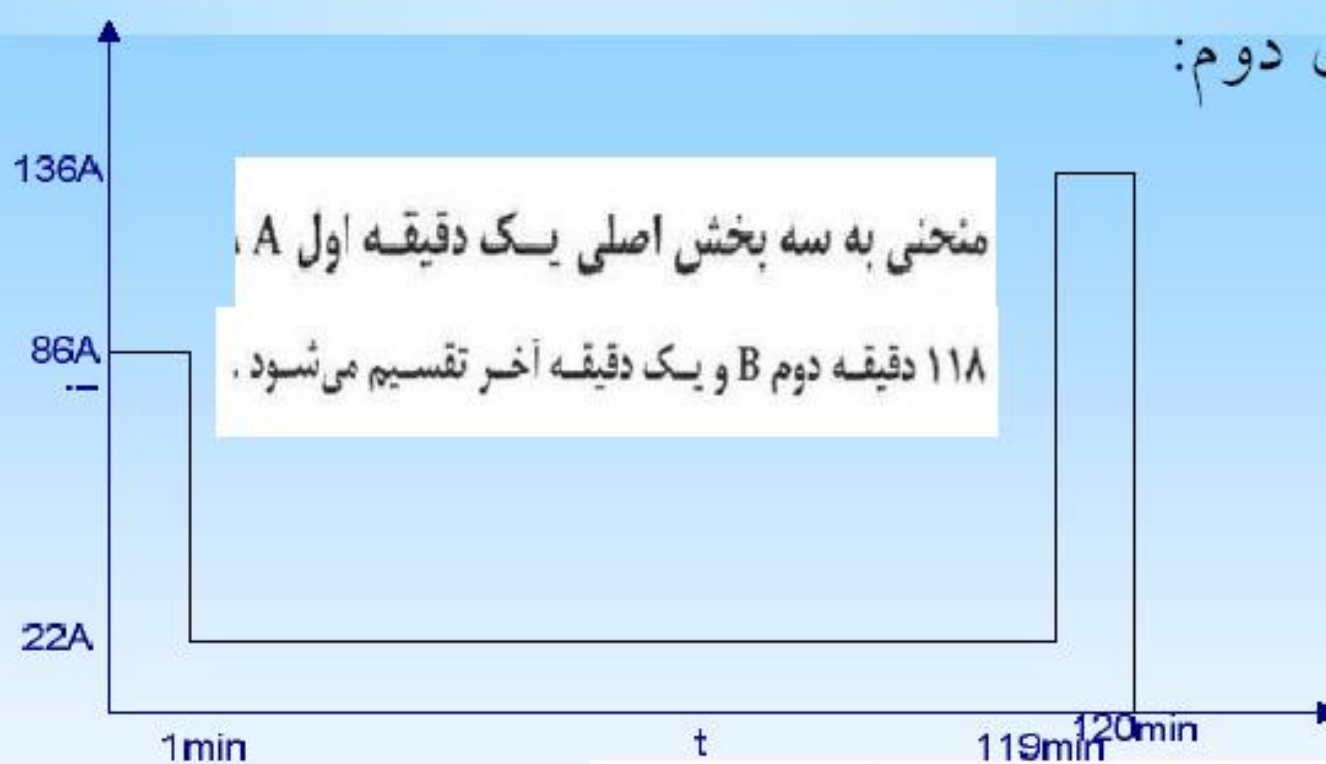 دوم:
136A
منحنی به سه بخش اصلی یک دقیقه اول A
86A
i
۱۱۸ دقیقه دوم B و یک دقیقه آخر تقسیم می‌شود .
22A
1min
t
119min
120min